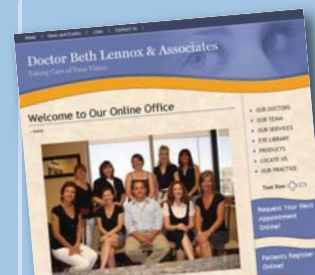 Home | News and Events | Links | Contact Us |
Doctor Beth Lennox & Associates
Taking Care of Your Vision
Welcome to Our Online Office
Home
OUR DOCTORS
OUR TEAM
OUR SERVICES
EYE LIBRARY
PRODUCTS
LOCATE US
OUR PRACTICE
Text Size:
Request Your Next
Appointment
Online!
Patients Register
Online!